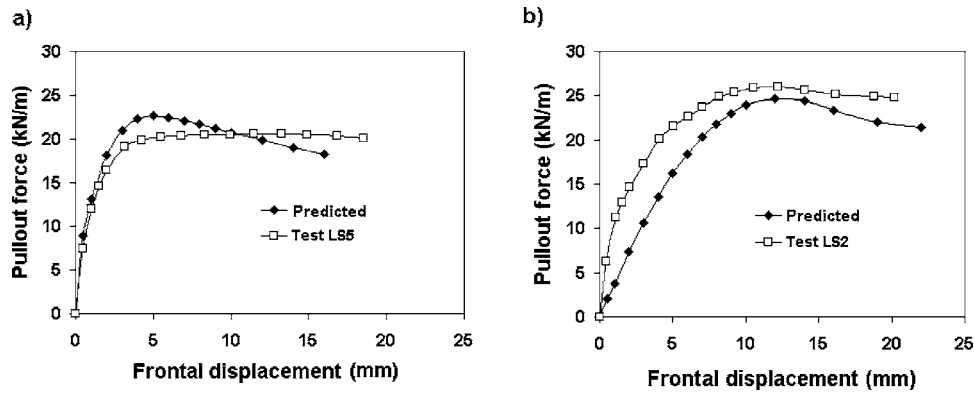 a)
Pullout force (kN/m)
30
25
20
15
10
5
0
Predicted
Test LS5
0 5 10 15 20 25
Frontal displacement (mm)
b)
Pullout force (kN/m)
30
25
20
15
10
5
0
Predicted
Test LS2
0 5 10 15 20 25
Frontal displacement (mm)